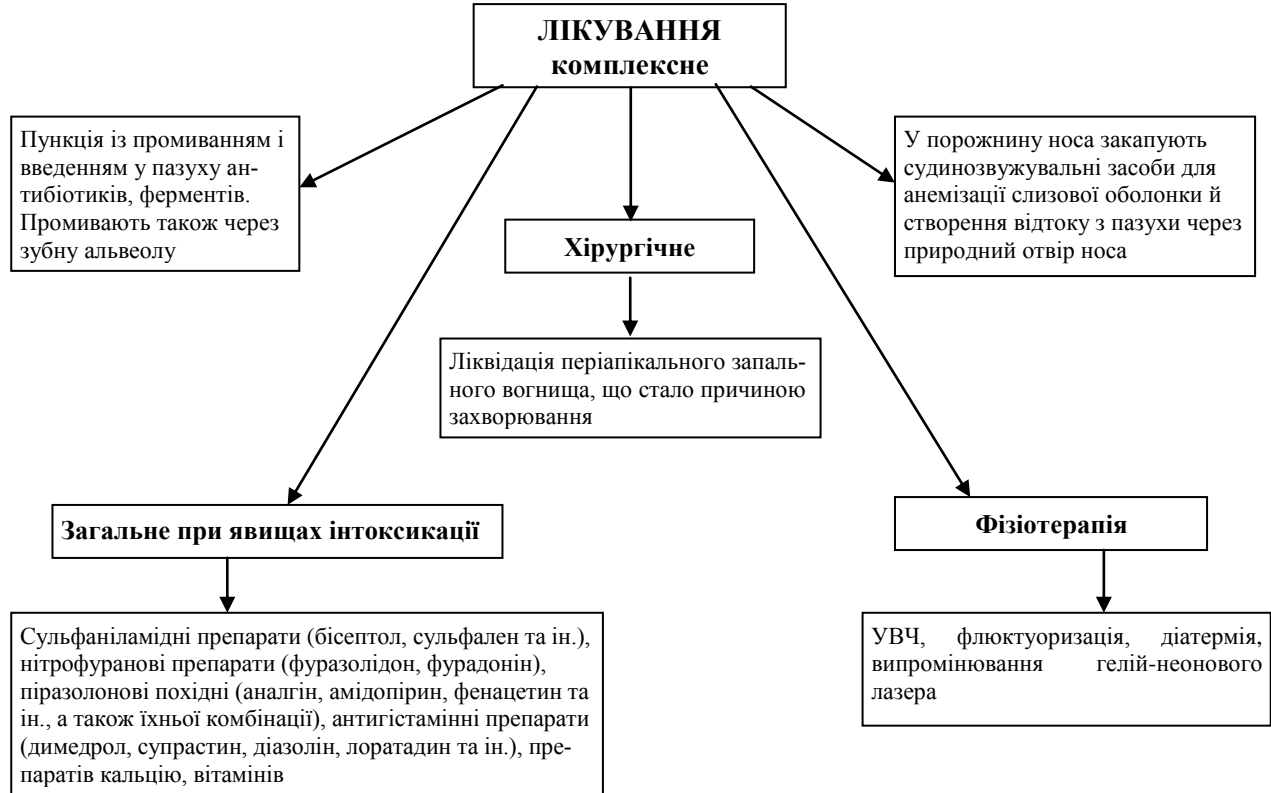 ЛІКУВАННЯ
комплексне
Пункція із промиванням і
введенням у пазуху ан-
тибіотиків, ферментів.
Промивають також через
зубну альвеолу
У порожнину носа закапують
судинозвужувальні засоби для
анемізації слизової оболонки й
створення відтоку з пазухи через
природний отвір носа
Хірургічне
Ліквідація періапікального запаль-
ного вогнища, що стало причиною
захворювання
Загальне при явищах інтоксикації
Фізіотерапія
Сульфаніламідні препарати (бісептол, сульфален та ін.),
нітрофуранові препарати (фуразолідон, фурадонін),
піразолонові похідні (аналгін, амідопірин, фенацетин та
ін., а також їхньої комбінації), антигістамінні препарати
(димедрол, супрастин, діазолін, лоратадин та ін.), пре-
паратів кальцію, вітамінів
УВЧ, флюктуоризація, діатермія,
випромінювання гелій-неонового
лазера